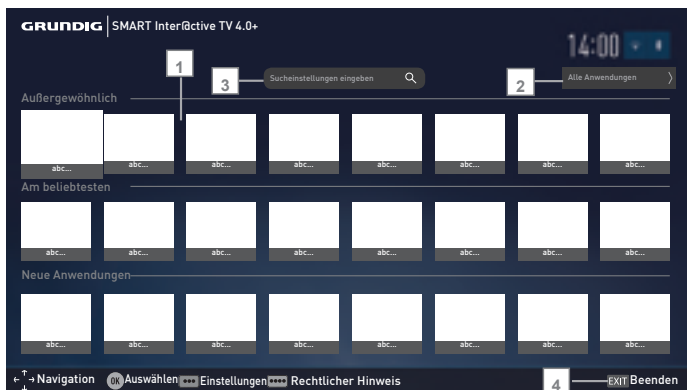 GRUNDIG SMART Inter@ctive TV 4.0+
14:00
1
3
Sucheinstellungen eingeben
2
Alle Anwendungen
Außergewöhnlich
abc... abc... abc... abc... abc... abc... abc... abc...
Am beliebtesten
abc... abc... abc... abc... abc... abc... abc... abc...
Neue Anwendungen
abc... abc... abc... abc... abc... abc... abc... abc...
Navigation OK Auswählen Einstellungen Rechtlicher Hinweis 4 EXIT Beenden